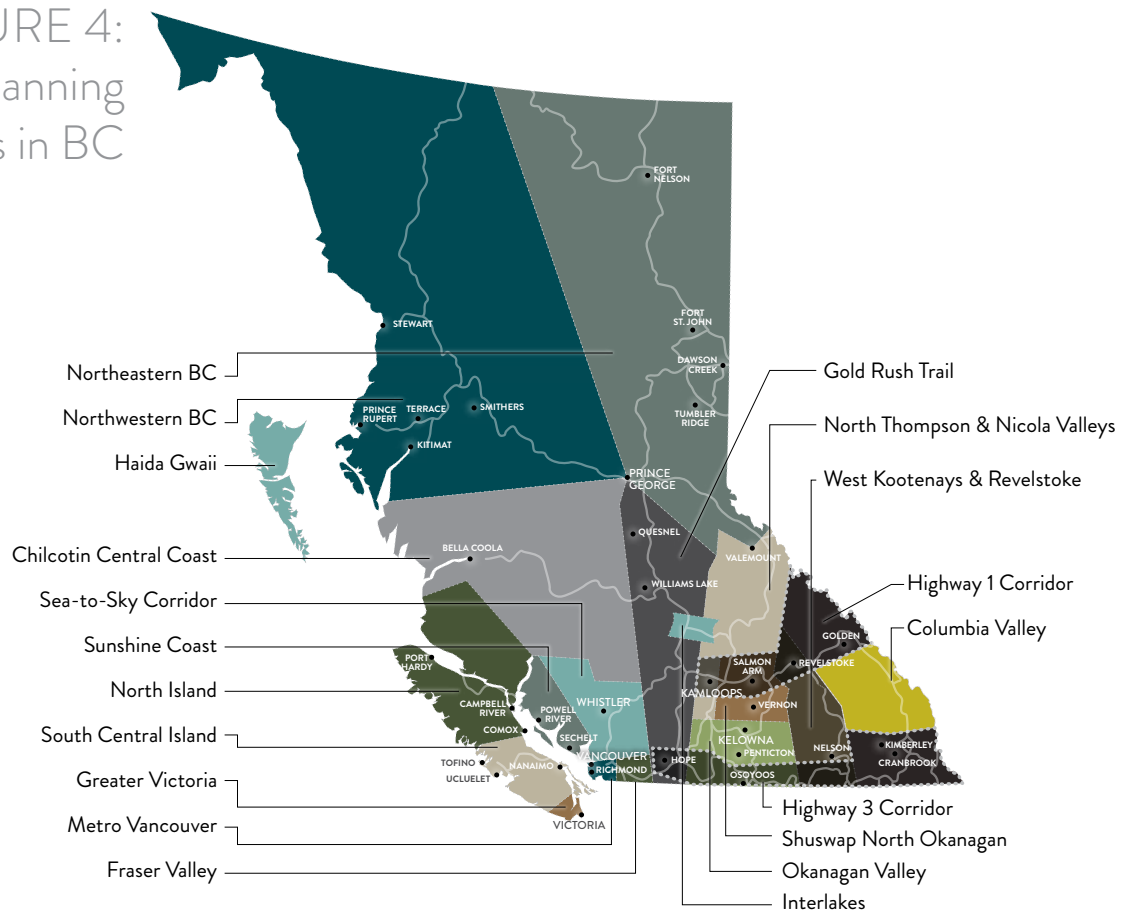 URE 4:
anning
s in BC
FORT
NELSON
FORT
ST. JOHN
DAWSON
CREEK
TUMBLER
RIDGE
STEWART
PRINCE
RUPERT
TERRACE
SMITHERS
KITIMAT
PRINCE
GEORGE
QUESNEL
WILLIAMS LAKE
BELLA COOLA
VALEMOUNT
GOLDEN
REVELSTOKE
SALMON
ARM
KAMLOOPS
VERNON
KELOWNA
PENTICTON
NELSON
KIMBERLEY
CRANBROOK
OSOYOOS
HOPE
PORT
HARDY
CAMPBELL
RIVER
COMOX
POWELL
RIVER
SECHELT
WHISTLER
VANCOUVER
RICHMOND
TOFINO
UCLUELET
NANAIMO
VICTORIA
Northeastern BC
Northwestern BC
Haida Gwaii
Chilcotin Central Coast
Sea-to-Sky Corridor
Sunshine Coast
North Island
South Central Island
Greater Victoria
Metro Vancouver
Fraser Valley
Gold Rush Trail
North Thompson & Nicola Valleys
West Kootenays & Revelstoke
Highway 1 Corridor
Columbia Valley
Highway 3 Corridor
Shuswap North Okanagan
Okanagan Valley
Interlakes